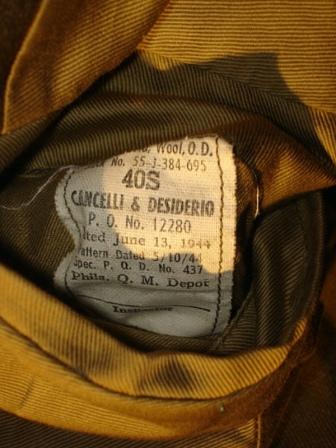 Wool, O.D.
No. 55-J-384-695
40S
CANCELLI & DESIDERIO
P. O. No. 12280
June 13, 1944
Dated 5/10/44
Spec. P. Q. D. No. 437
Phila. Q. M. Depot